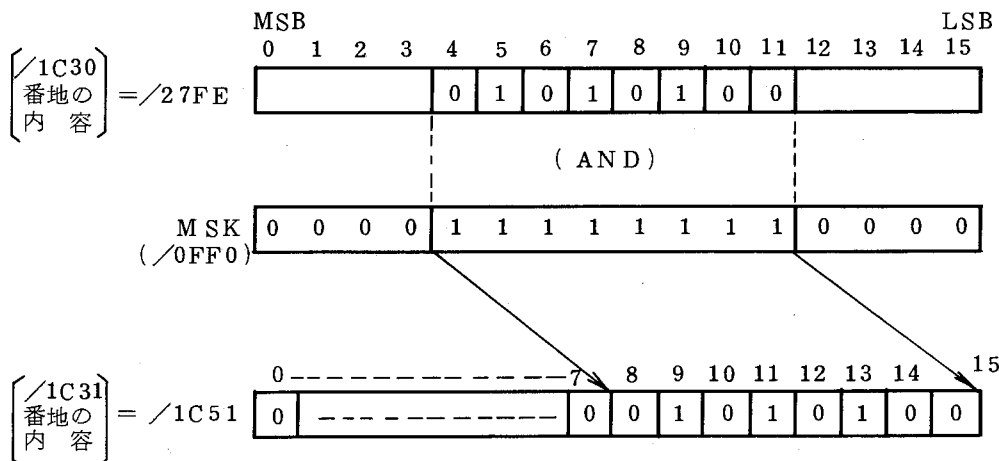 MSB LSB
0 1 2 3 4 5 6 7 8 9 10 11 12 13 14 15
/1C30
番地の =/27FE 0 1 0 1 0 1 0 0
内 容
(AND)
MSK 0 0 0 0 1 1 1 1 1 1 1 1 0 0 0 0
(/0FF0)
0 7 8 9 10 11 12 13 14 15
/1C31
番地の = /1C51 0 0 0 1 0 1 0 1 0 0
内 容